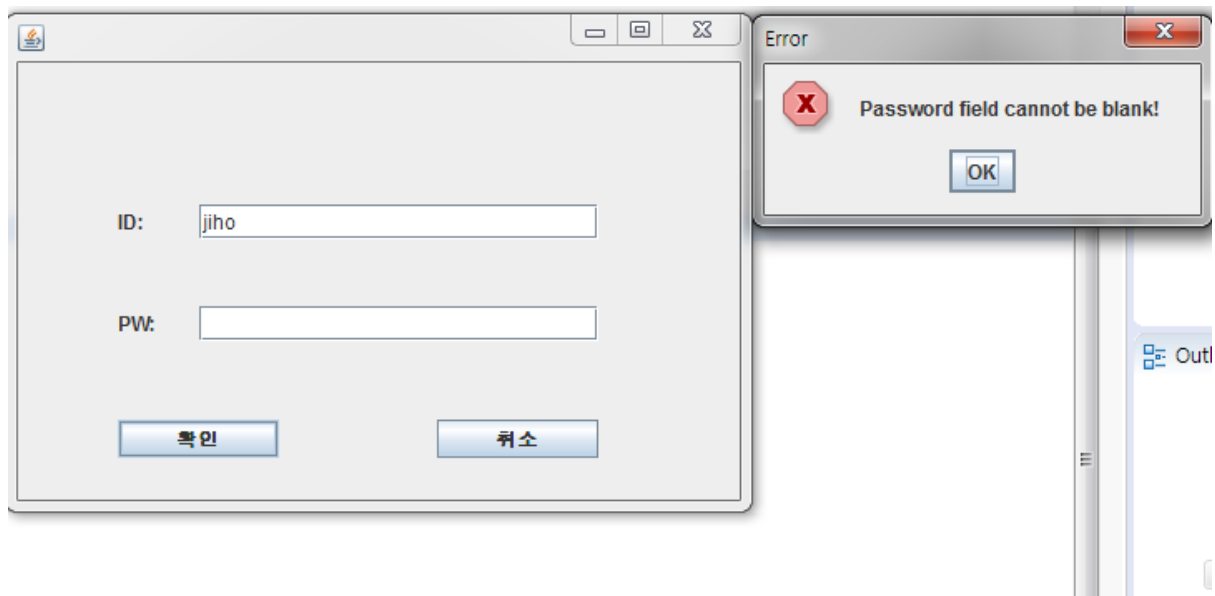 Error
Password field cannot be blank!
OK
ID:
jiho
PW:
확인
취소
Outl